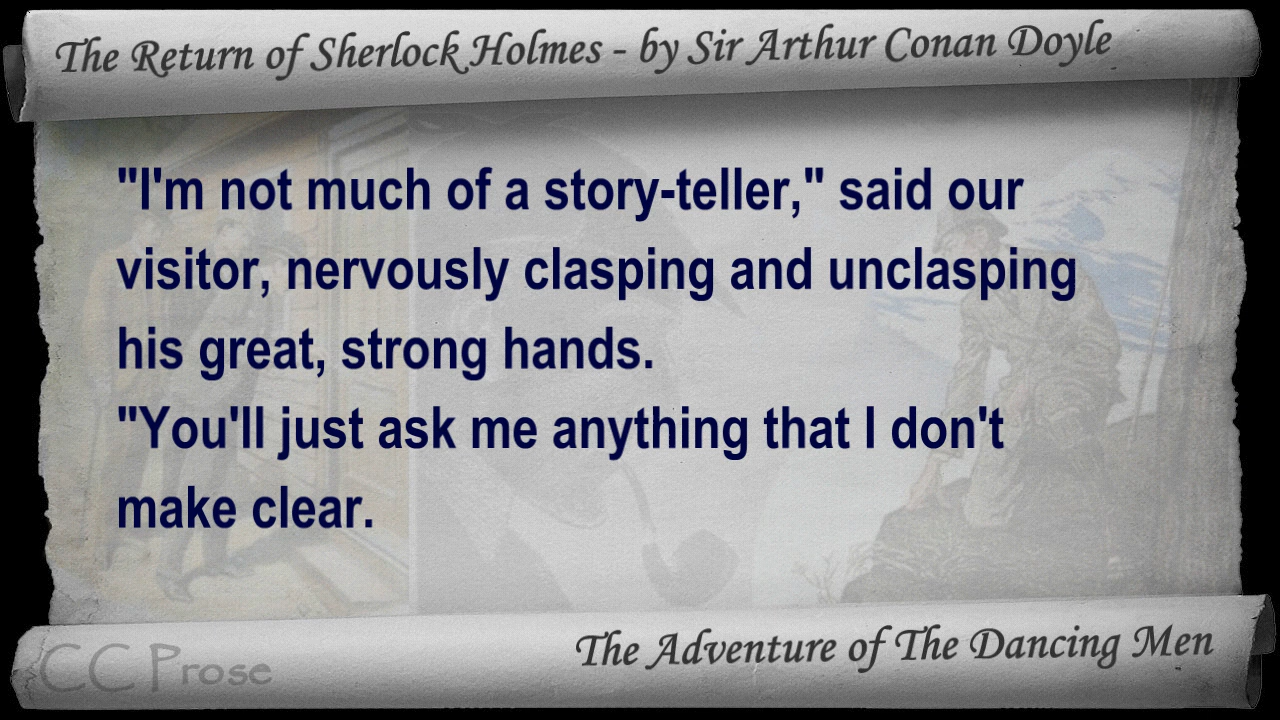 The Return of Sherlock Holmes - by Sir Arthur Conan Doyle
"I'm not much of a story-teller," said our
visitor, nervously clasping and unclasping
his great, strong hands.
"You'll just ask me anything that I don't
make clear.
The Adventure of The Dancing Men
CC Prose